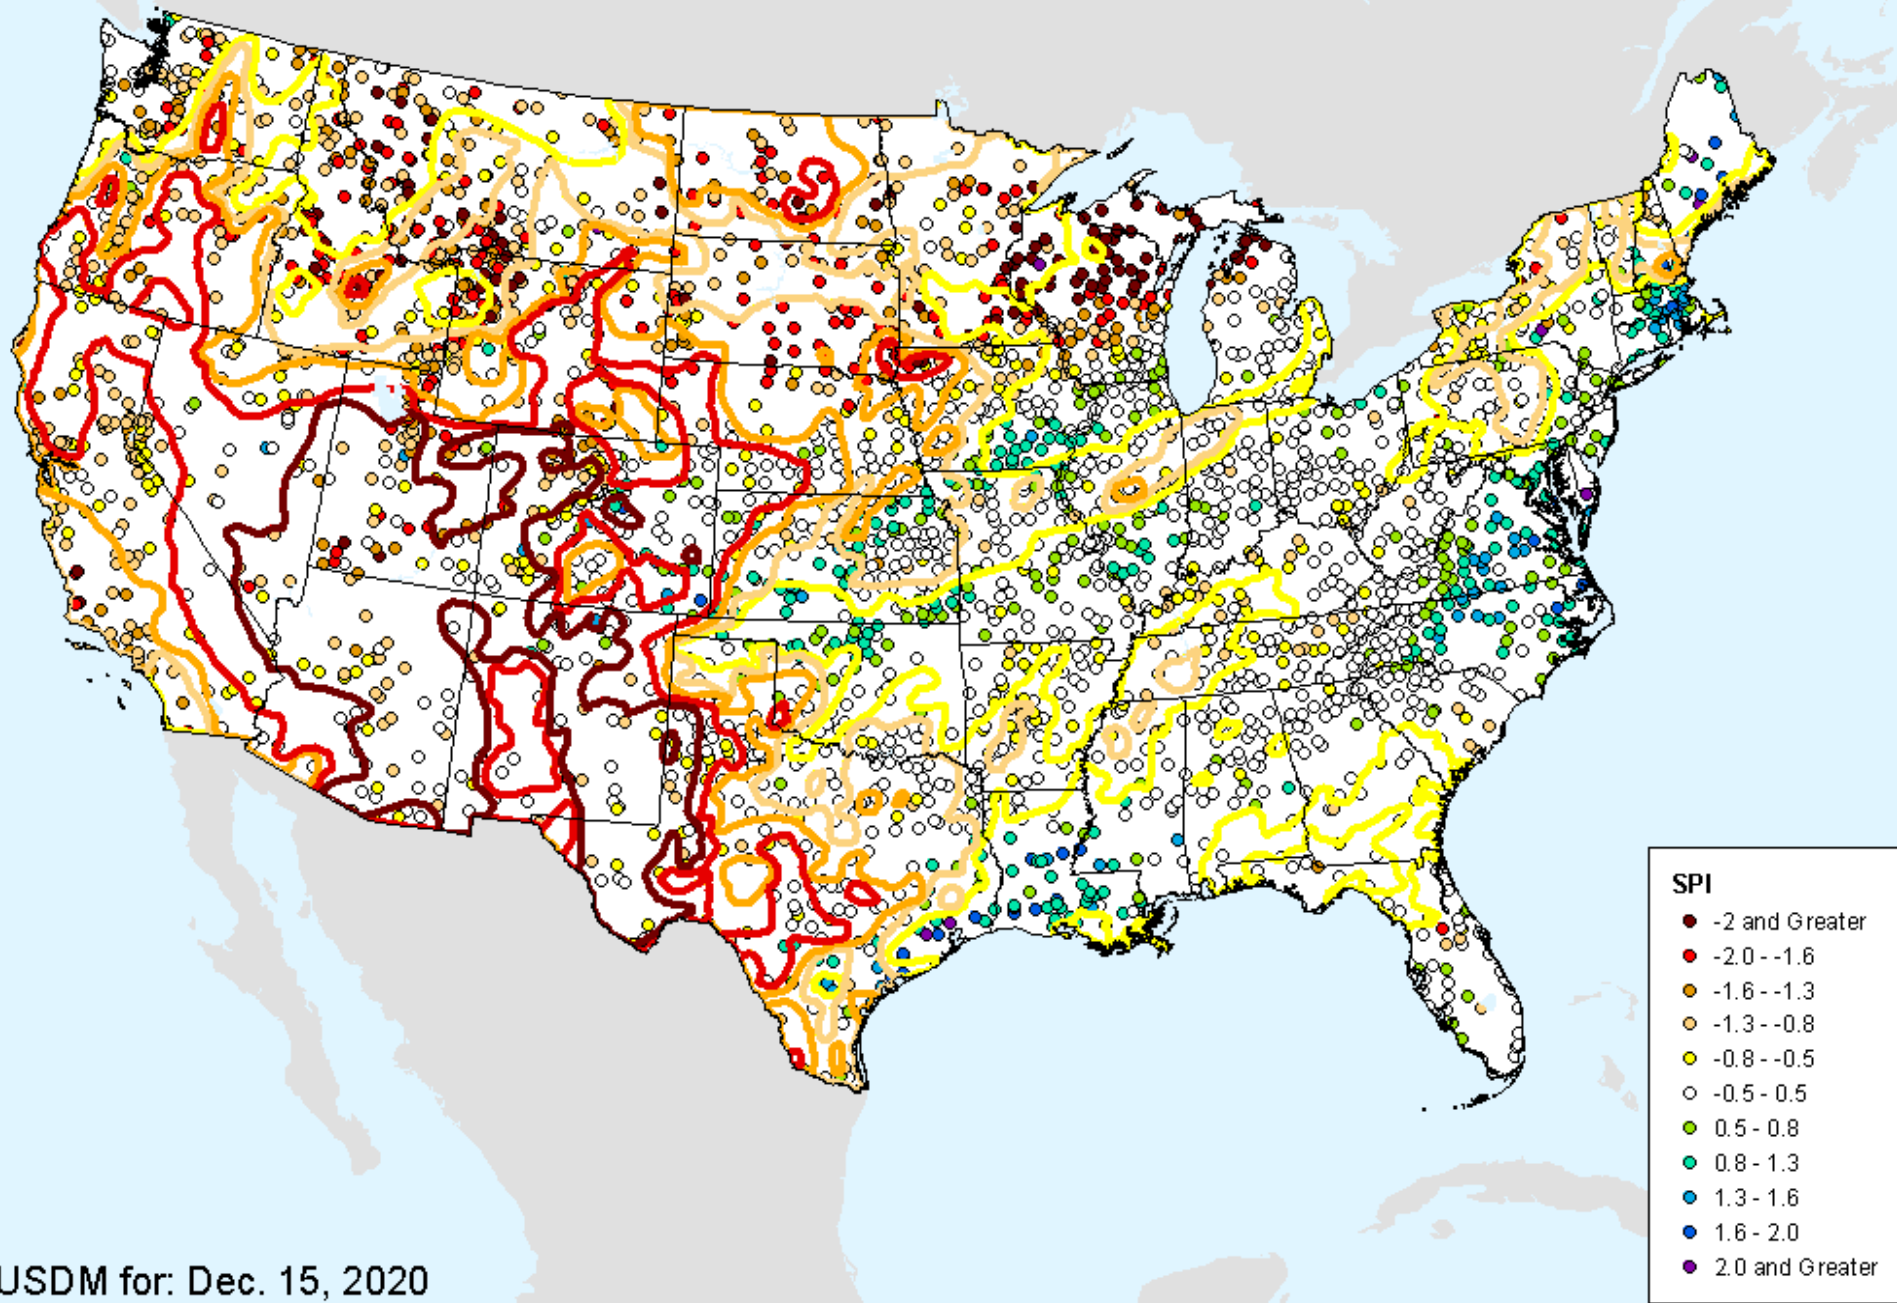 SPI
-2 and Greater
-2.0 - -1.6
-1.6 - -1.3
-1.3 - -0.8
-0.8 - -0.5
-0.5 - 0.5
0.5 - 0.8
0.8 - 1.3
1.3 - 1.6
1.6 - 2.0
2.0 and Greater
USDM for: Dec. 15, 2020